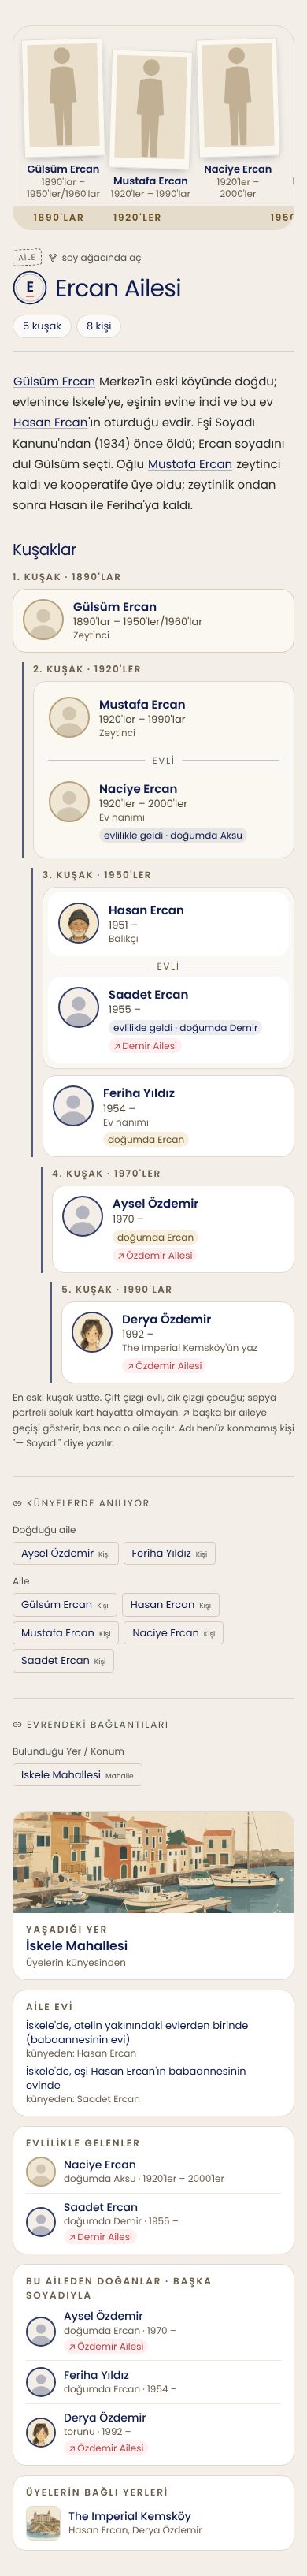 Gülsüm Ercan
1890'lar –
1950'ler/1960'lar
Mustafa Ercan
1920'ler – 1990'lar
Naciye Ercan
1920'ler –
2000'ler
1890'LAR
1920'LER
AİLE
soy ağacında aç
E
Ercan Ailesi
5 kuşak
8 kişi
Gülsüm Ercan Merkez'in eski köyünde doğdu;
evlenince İskele'ye, eşinin evine indi ve bu ev
Hasan Ercan'ın oturduğu evdir. Eşi Soyadı
Kanunu'ndan (1934) önce öldü; Ercan soyadını
dul Gülsüm seçti. Oğlu Mustafa Ercan zeytinci
kaldı ve kooperatife üye oldu; zeytinlik ondan
sonra Hasan ile Feriha'ya kaldı.
Kuşaklar
1. KUŞAK · 1890'LAR
Gülsüm Ercan
1890'lar – 1950'ler/1960'lar
Zeytinci
2. KUŞAK · 1920'LER
Mustafa Ercan
1920'ler – 1990'lar
Zeytinci
EVLİ
Naciye Ercan
1920'ler – 2000'ler
Ev hanımı
evlilikle geldi · doğumda Aksu
3. KUŞAK · 1950'LER
Hasan Ercan
1951 –
Balıkçı
EVLİ
Saadet Ercan
1955 –
evlilikle geldi · doğumda Demir
↗ Demir Ailesi
Feriha Yıldız
1954 –
Ev hanımı
doğumda Ercan
4. KUŞAK · 1970'LER
Aysel Özdemir
1970 –
doğumda Ercan
↗ Özdemir Ailesi
5. KUŞAK · 1990'LAR
Derya Özdemir
1992 –
The Imperial Kemsköy'ün yaz
↗ Özdemir Ailesi
En eski kuşak üstte. Çift çizgi evli, dik çizgi çocuğu; sepya
portreli soluk kart hayatta olmayan. ↗ başka bir aileye
geçişi gösterir, basınca o aile açılır. Adı henüz konmamış kişi
"— Soyadı" diye yazılır.
KÜNYELERDE ANILIYOR
Doğduğu aile
Aysel Özdemir Kişi
Feriha Yıldız Kişi
Aile
Gülsüm Ercan Kişi
Hasan Ercan Kişi
Mustafa Ercan Kişi
Naciye Ercan Kişi
Saadet Ercan Kişi
EVRENDEKİ BAĞLANTILARI
Bulunduğu Yer / Konum
İskele Mahallesi Mahalle
YAŞADIĞI YER
İskele Mahallesi
Üyelerin künyesinden
AİLE EVİ
İskele'de, otelin yakınındaki evlerden birinde
(babaannesinin evi)
künyeden: Hasan Ercan
İskele'de, eşi Hasan Ercan'ın babaannesinin
evinde
künyeden: Saadet Ercan
EVLİLİKLE GELENLER
Naciye Ercan
doğumda Aksu · 1920'ler – 2000'ler
Saadet Ercan
doğumda Demir · 1955 –
↗ Demir Ailesi
BU AİLEDEN DOĞANLAR · BAŞKA
SOYADIYLA
Aysel Özdemir
doğumda Ercan · 1970 –
↗ Özdemir Ailesi
Feriha Yıldız
doğumda Ercan · 1954 –
Derya Özdemir
torunu · 1992 –
↗ Özdemir Ailesi
ÜYELERİN BAĞLI YERLERİ
The Imperial Kemsköy
Hasan Ercan, Derya Özdemir